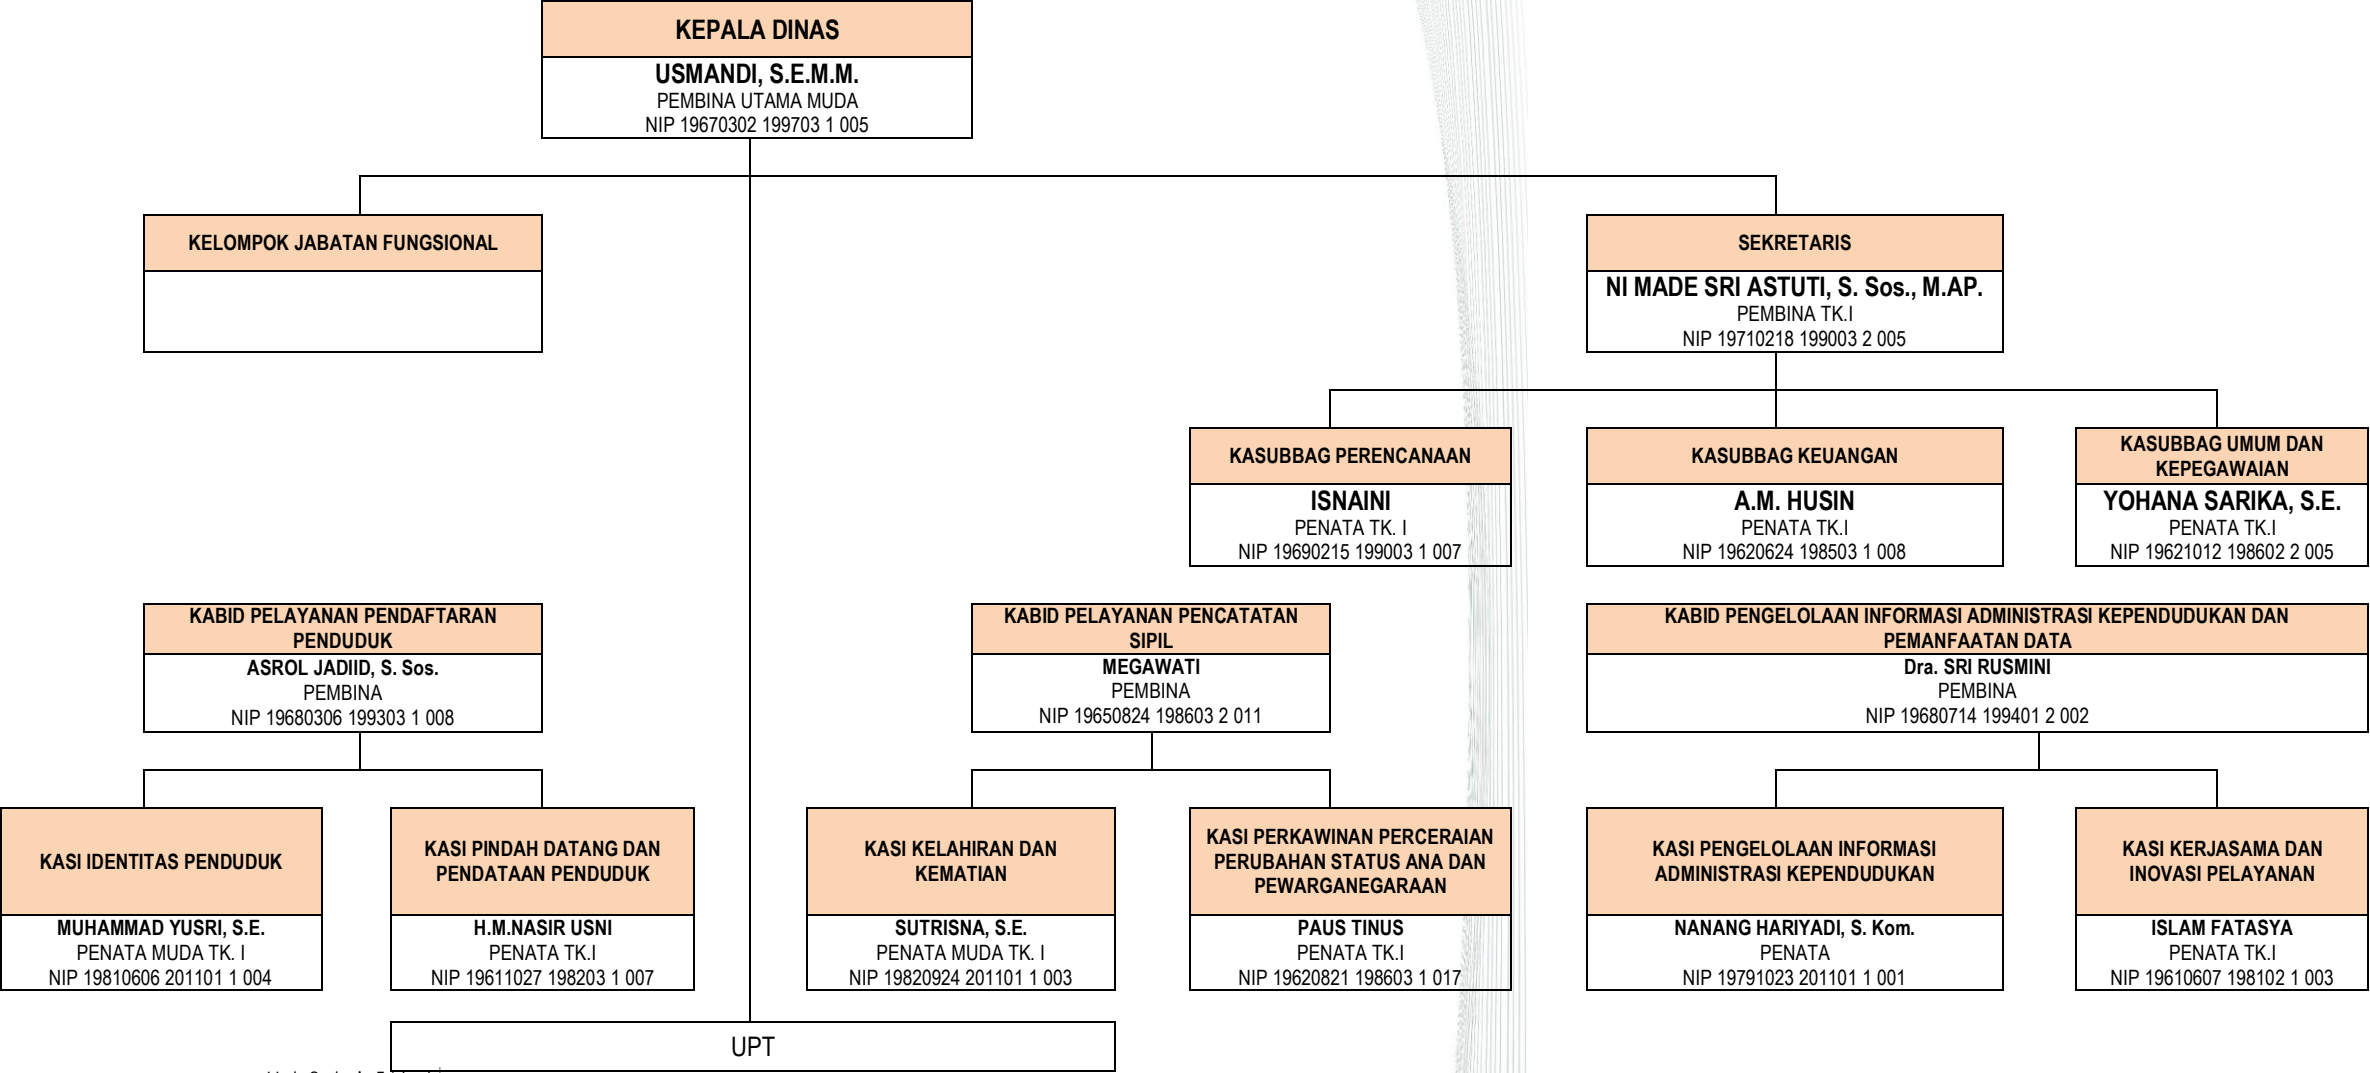 KEPALA DINAS
USMANDI, S.E.M.M.
PEMBINA UTAMA MUDA
NIP 19670302 199703 1 005
KELOMPOK JABATAN FUNGSIONAL
SEKRETARIS
NI MADE SRI ASTUTI, S. Sos., M.AP.
PEMBINA TK.I
NIP 19710218 199003 2 005
KASUBBAG PERENCANAAN
ISNAINI
PENATA TK. I
NIP 19690215 199003 1 007
KASUBBAG KEUANGAN
A.M. HUSIN
PENATA TK.I
NIP 19620624 198503 1 008
KASUBBAG UMUM DAN
KEPEGAWAIAN
YOHANA SARIKA, S.E.
PENATA TK.I
NIP 19621012 198602 2 005
KABID PELAYANAN PENDAFTARAN
PENDUDUK
ASROL JADIID, S. Sos.
PEMBINA
NIP 19680306 199303 1 008
KABID PELAYANAN PENCATATAN
SIPIL
MEGAWATI
PEMBINA
NIP 19650824 198603 2 011
KABID PENGELOLAAN INFORMASI ADMINISTRASI KEPENDUDUKAN DAN
PEMANFAATAN DATA
Dra. SRI RUSMINI
PEMBINA
NIP 19680714 199401 2 002
KASI IDENTITAS PENDUDUK
MUHAMMAD YUSRI, S.E.
PENATA MUDA TK. I
NIP 19810606 201101 1 004
KASI PINDAH DATANG DAN
PENDATAAN PENDUDUK
H.M.NASIR USNI
PENATA TK.I
NIP 19611027 198203 1 007
KASI KELAHIRAN DAN
KEMATIAN
SUTRISNA, S.E.
PENATA MUDA TK. I
NIP 19820924 201101 1 003
KASI PERKAWINAN PERCERAIAN
PERUBAHAN STATUS ANA DAN
PEWARGANEGARAAN
PAUS TINUS
PENATA TK.I
NIP 19620821 198603 1 017
KASI PENGELOLAAN INFORMASI
ADMINISTRASI KEPENDUDUKAN
NANANG HARIYADI, S. Kom.
PENATA
NIP 19791023 201101 1 001
KASI KERJASAMA DAN
INOVASI PELAYANAN
ISLAM FATASYA
PENATA TK.I
NIP 19610607 198102 1 003
UPT